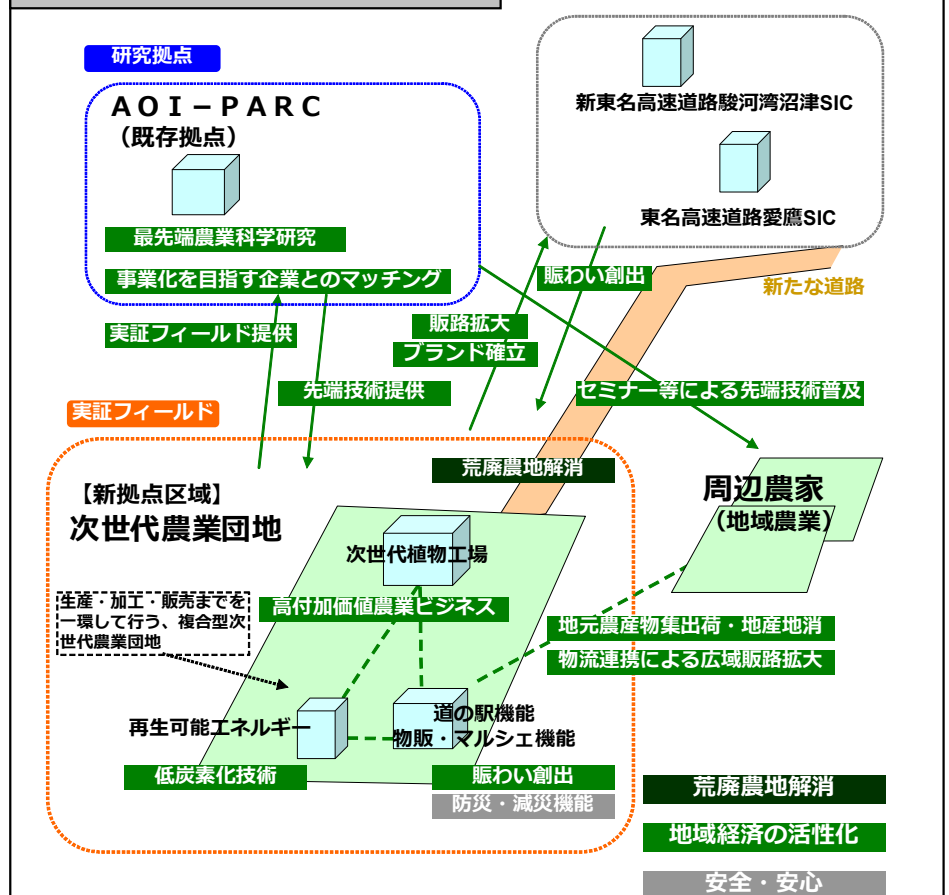 研究拠点
ＡＯＩ－ＰＡＲＣ
（既存拠点）
最先端農業科学研究
事業化を目指す企業とのマッチング
新東名高速道路駿河湾沼津SIC
東名高速道路愛鷹SIC
新たな道路
賑わい創出
販路拡大
ブランド確立
実証フィールド提供
先端技術提供
セミナー等による先端技術普及
実証フィールド
荒廃農地解消
【新拠点区域】
次世代農業団地
周辺農家
（地域農業）
次世代植物工場
高付加価値農業ビジネス
生産・加工・販売までを
一環して行う、複合型次
世代農業団地
地元農産物集出荷・地産地消
物流連携による広域販路拡大
再生可能エネルギー
道の駅機能
物販・マルシェ機能
低炭素化技術
賑わい創出
防災・減災機能
荒廃農地解消
地域経済の活性化
安全・安心